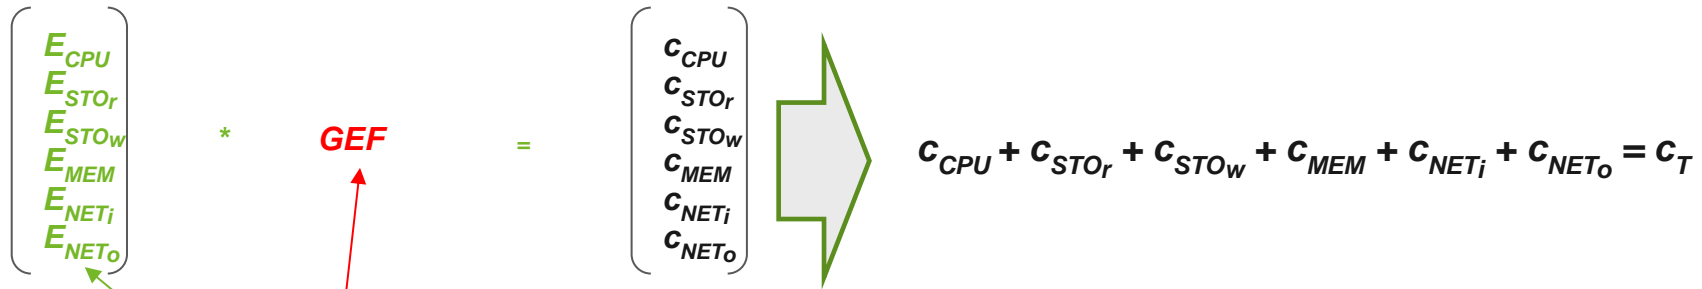 E_CPU
E_STOr
E_STOw
E_MEM
E_NETi
E_NETo
* GEF =
c_CPU
c_STOr
c_STOw
c_MEM
c_NETi
c_NETo
c_CPU + c_STOr + c_STOw + c_MEM + c_NETi + c_NETo = c_T